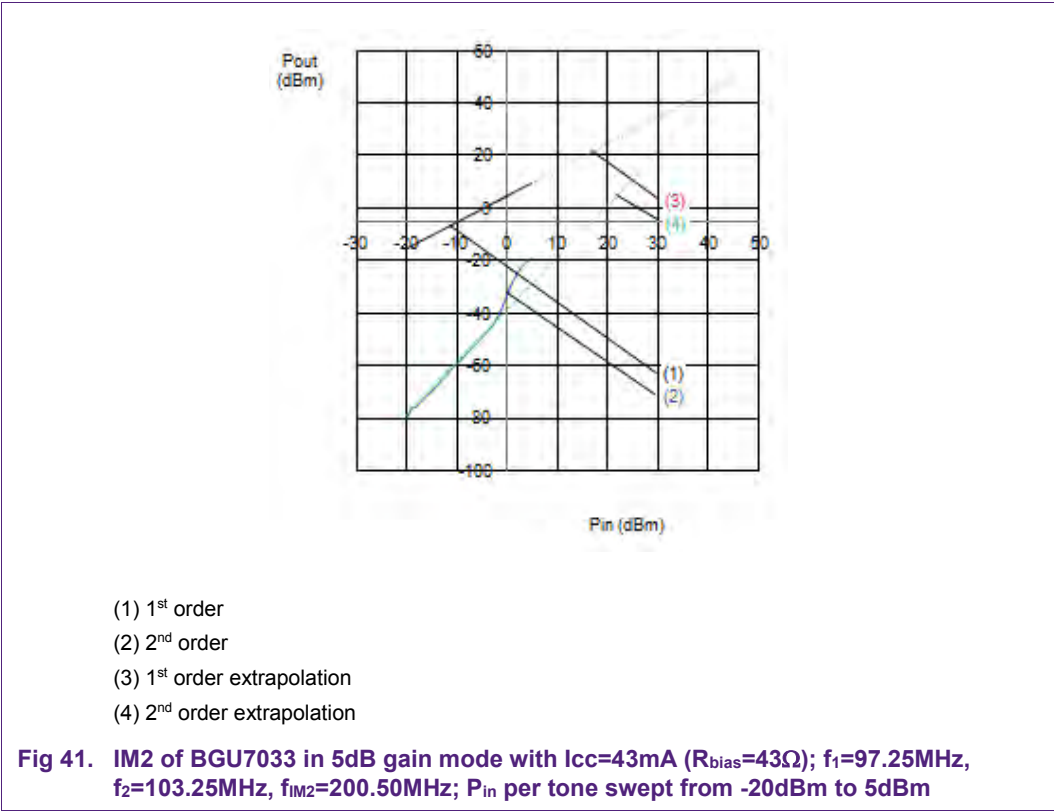 Pout
(dBm)
60
40
20
0
-30 -20 -10 0 10 20 30 40 50
-20
-40
-60
-80
-100
(3)
(4)
(1)
(2)
Pin (dBm)
(1) 1st order
(2) 2nd order
(3) 1st order extrapolation
(4) 2nd order extrapolation
Fig 41. IM2 of BGU7033 in 5dB gain mode with Icc=43mA (Rbias=43Ω); f1=97.25MHz,
f2=103.25MHz, fIM2=200.50MHz; Pin per tone swept from -20dBm to 5dBm